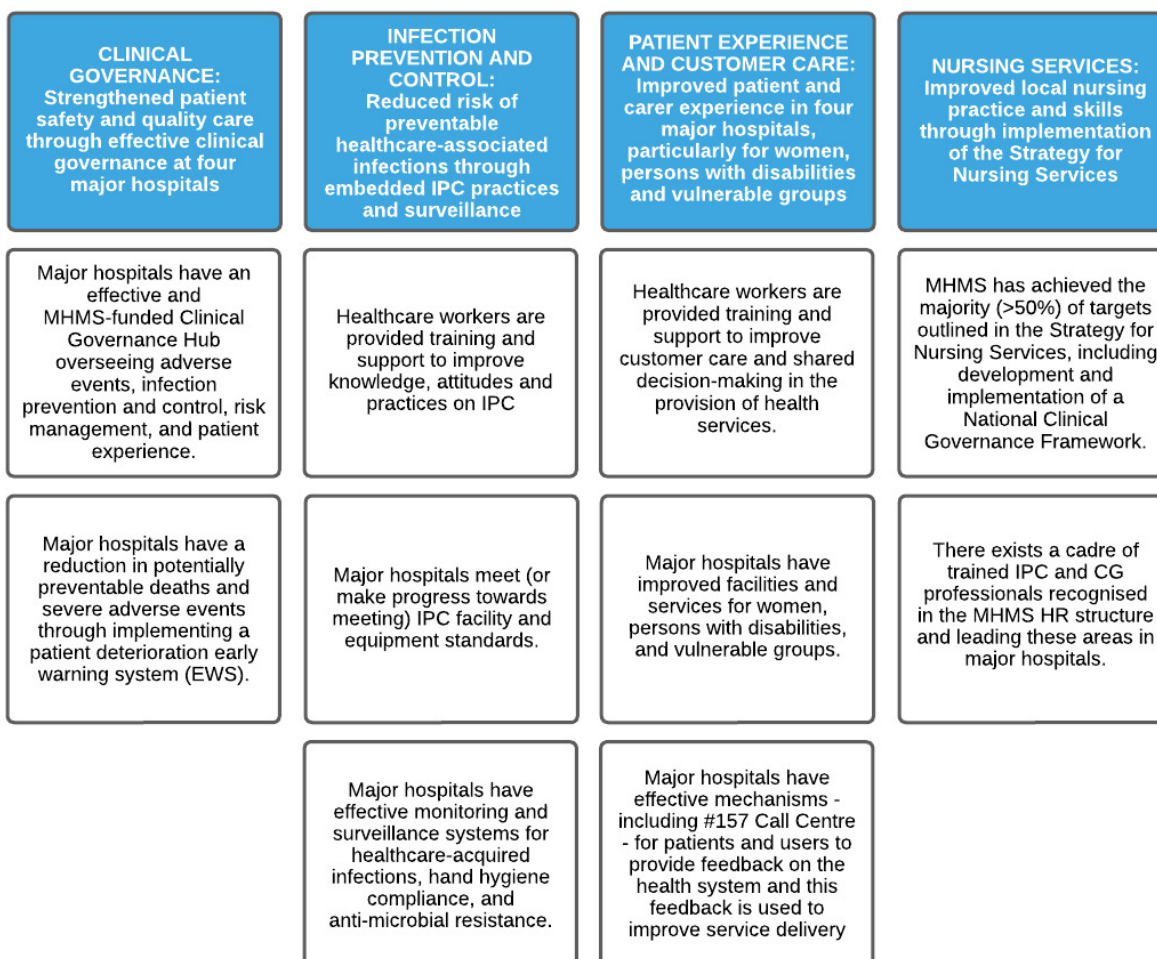 CLINICAL
GOVERNANCE:
Strengthened patient
safety and quality care
through effective clinical
governance at four
major hospitals
INFECTION
PREVENTION AND
CONTROL:
Reduced risk of
preventable
healthcare-associated
infections through
embedded IPC practices
and surveillance
PATIENT EXPERIENCE
AND CUSTOMER CARE:
Improved patient and
carer experience in four
major hospitals,
particularly for women,
persons with disabilities
and vulnerable groups
NURSING SERVICES:
Improved local nursing
practice and skills
through implementation
of the Strategy for
Nursing Services
Major hospitals have an
effective and
MHMS-funded Clinical
Governance Hub
overseeing adverse
events, infection
prevention and control, risk
management, and patient
experience.
Healthcare workers are
provided training and
support to improve
knowledge, attitudes and
practices on IPC
Healthcare workers are
provided training and
support to improve
customer care and shared
decision-making in the
provision of health
services.
MHMS has achieved the
majority (>50%) of targets
outlined in the Strategy for
Nursing Services, including
development and
implementation of a
National Clinical
Governance Framework.
Major hospitals have a
reduction in potentially
preventable deaths and
severe adverse events
through implementing a
patient deterioration early
warning system (EWS).
Major hospitals meet (or
make progress towards
meeting) IPC facility and
equipment standards.
Major hospitals have
improved facilities and
services for women,
persons with disabilities,
and vulnerable groups.
There exists a cadre of
trained IPC and CG
professionals recognised
in the MHMS HR structure
and leading these areas in
major hospitals.
Major hospitals have
effective monitoring and
surveillance systems for
healthcare-acquired
infections, hand hygiene
compliance, and
anti-microbial resistance.
Major hospitals have
effective mechanisms -
including #157 Call Centre
- for patients and users to
provide feedback on the
health system and this
feedback is used to
improve service delivery